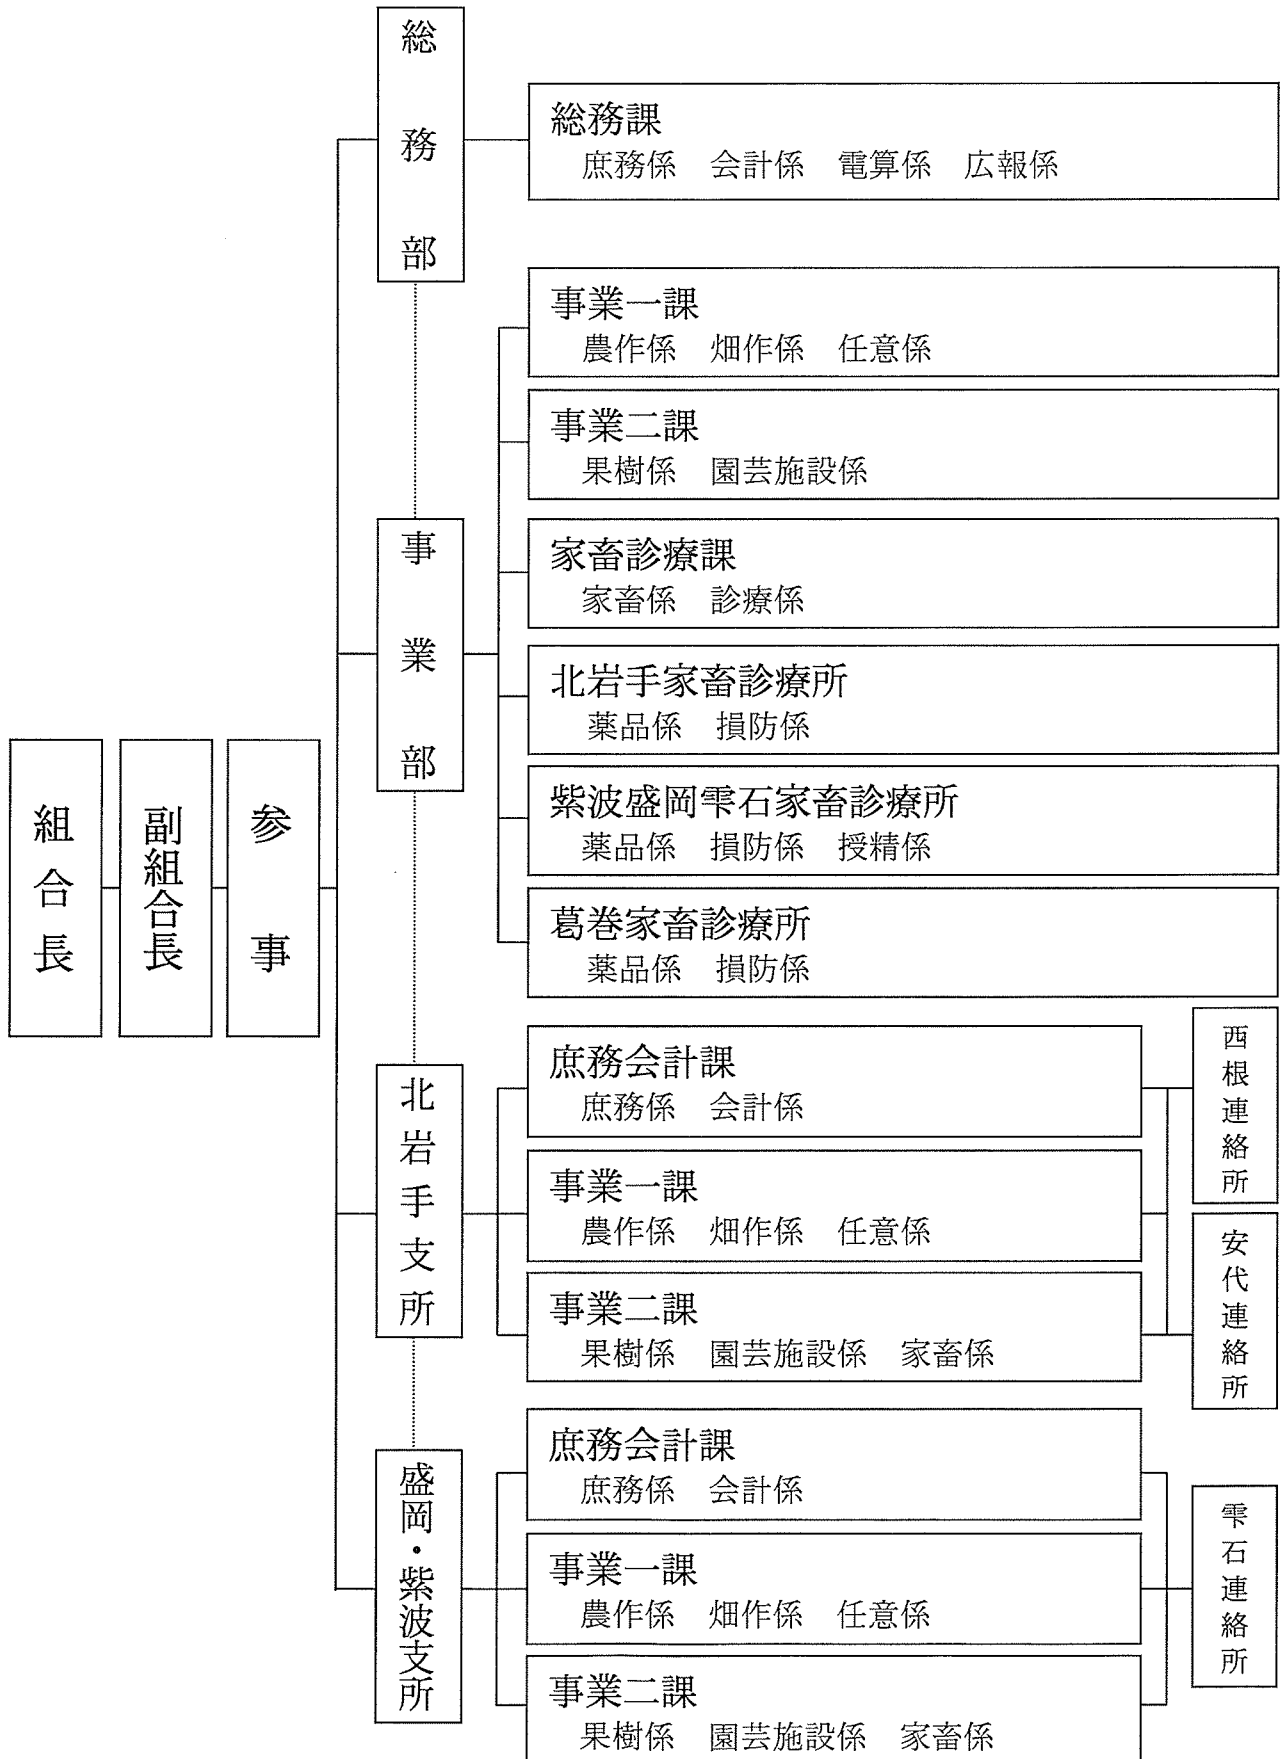 組合長
副組合長
参事
総務部
総務課
庶務係　会計係　電算係　広報係
事業部
事業一課
農作係　畑作係　任意係
事業二課
果樹係　園芸施設係
家畜診療課
家畜係　診療係
北岩手家畜診療所
薬品係　損防係
紫波盛岡雫石家畜診療所
薬品係　損防係　授精係
葛巻家畜診療所
薬品係　損防係
北岩手支所
庶務会計課
庶務係　会計係
事業一課
農作係　畑作係　任意係
事業二課
果樹係　園芸施設係　家畜係
西根連絡所
安代連絡所
盛岡・紫波支所
庶務会計課
庶務係　会計係
事業一課
農作係　畑作係　任意係
事業二課
果樹係　園芸施設係　家畜係
雫石連絡所